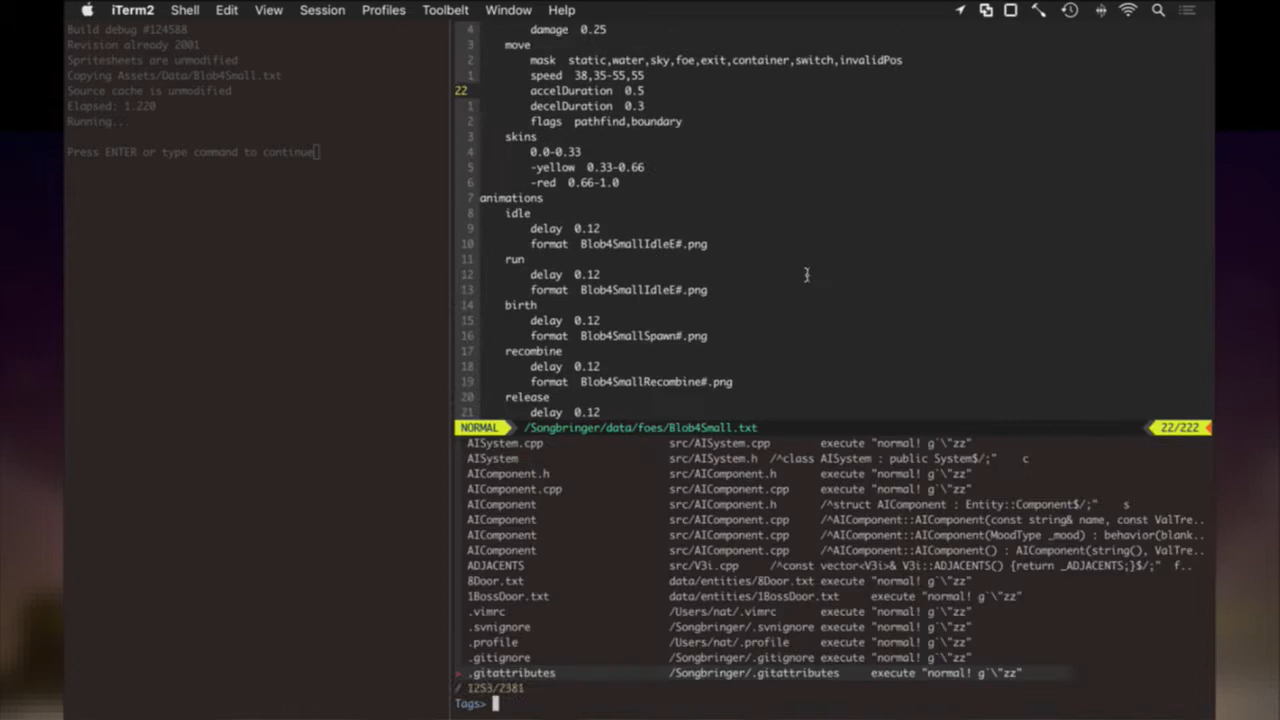 iTerm2 Shell Edit View Session Profiles Toolbelt Window Help
Build debug #124588
Revision already 2001
Spritesheets are unmodified
Copying Assets/Data/Blob4Small.txt
Source cache is unmodified
Elapsed: 1.220
Running...
Press ENTER or type command to continue
4 damage 0.25
3 move
2 mask static,water,sky,foe,exit,container,switch,invalidPos
1 speed 38,35-55,55
22 accelDuration 0.5
1 decelDuration 0.3
2 flags pathfind,boundary
3 skins
4 0.0-0.33
5 -yellow 0.33-0.66
6 -red 0.66-1.0
7 animations
8 idle
9 delay 0.12
10 format Blob4SmallIdleE#.png
11 run
12 delay 0.12
13 format Blob4SmallIdleE#.png
14 birth
15 delay 0.12
16 format Blob4SmallSpawn#.png
17 recombine
18 delay 0.12
19 format Blob4SmallRecombine#.png
20 release
21 delay 0.12
NORMAL /Songbringer/data/foes/Blob4Small.txt 22/222
AISystem.cpp src/AISystem.cpp execute "normal! g`\"zz"
AISystem src/AISystem.h /^class AISystem : public System$/;" c
AIComponent.h src/AIComponent.h execute "normal! g`\"zz"
AIComponent.cpp src/AIComponent.cpp execute "normal! g`\"zz"
AIComponent src/AIComponent.h /^struct AIComponent : Entity::Component$/;" s
AIComponent src/AIComponent.cpp /^AIComponent::AIComponent(const string& name, const ValTre..
AIComponent src/AIComponent.cpp /^AIComponent::AIComponent(MoodType _mood) : behavior(blank..
AIComponent src/AIComponent.cpp /^AIComponent::AIComponent() : AIComponent(string(), ValTre..
ADJACENTS src/V3i.cpp /^const vector<V3i>& V3i::ADJACENTS() {return _ADJACENTS;}$/;" f..
8Door.txt data/entities/8Door.txt execute "normal! g`\"zz"
1BossDoor.txt data/entities/1BossDoor.txt execute "normal! g`\"zz"
.vimrc /Users/nat/.vimrc execute "normal! g`\"zz"
.svnignore /Songbringer/.svnignore execute "normal! g`\"zz"
.profile /Users/nat/.profile execute "normal! g`\"zz"
.gitignore /Songbringer/.gitignore execute "normal! g`\"zz"
.gitattributes /Songbringer/.gitattributes execute "normal! g`\"zz"
/ 1253/2381
Tags>